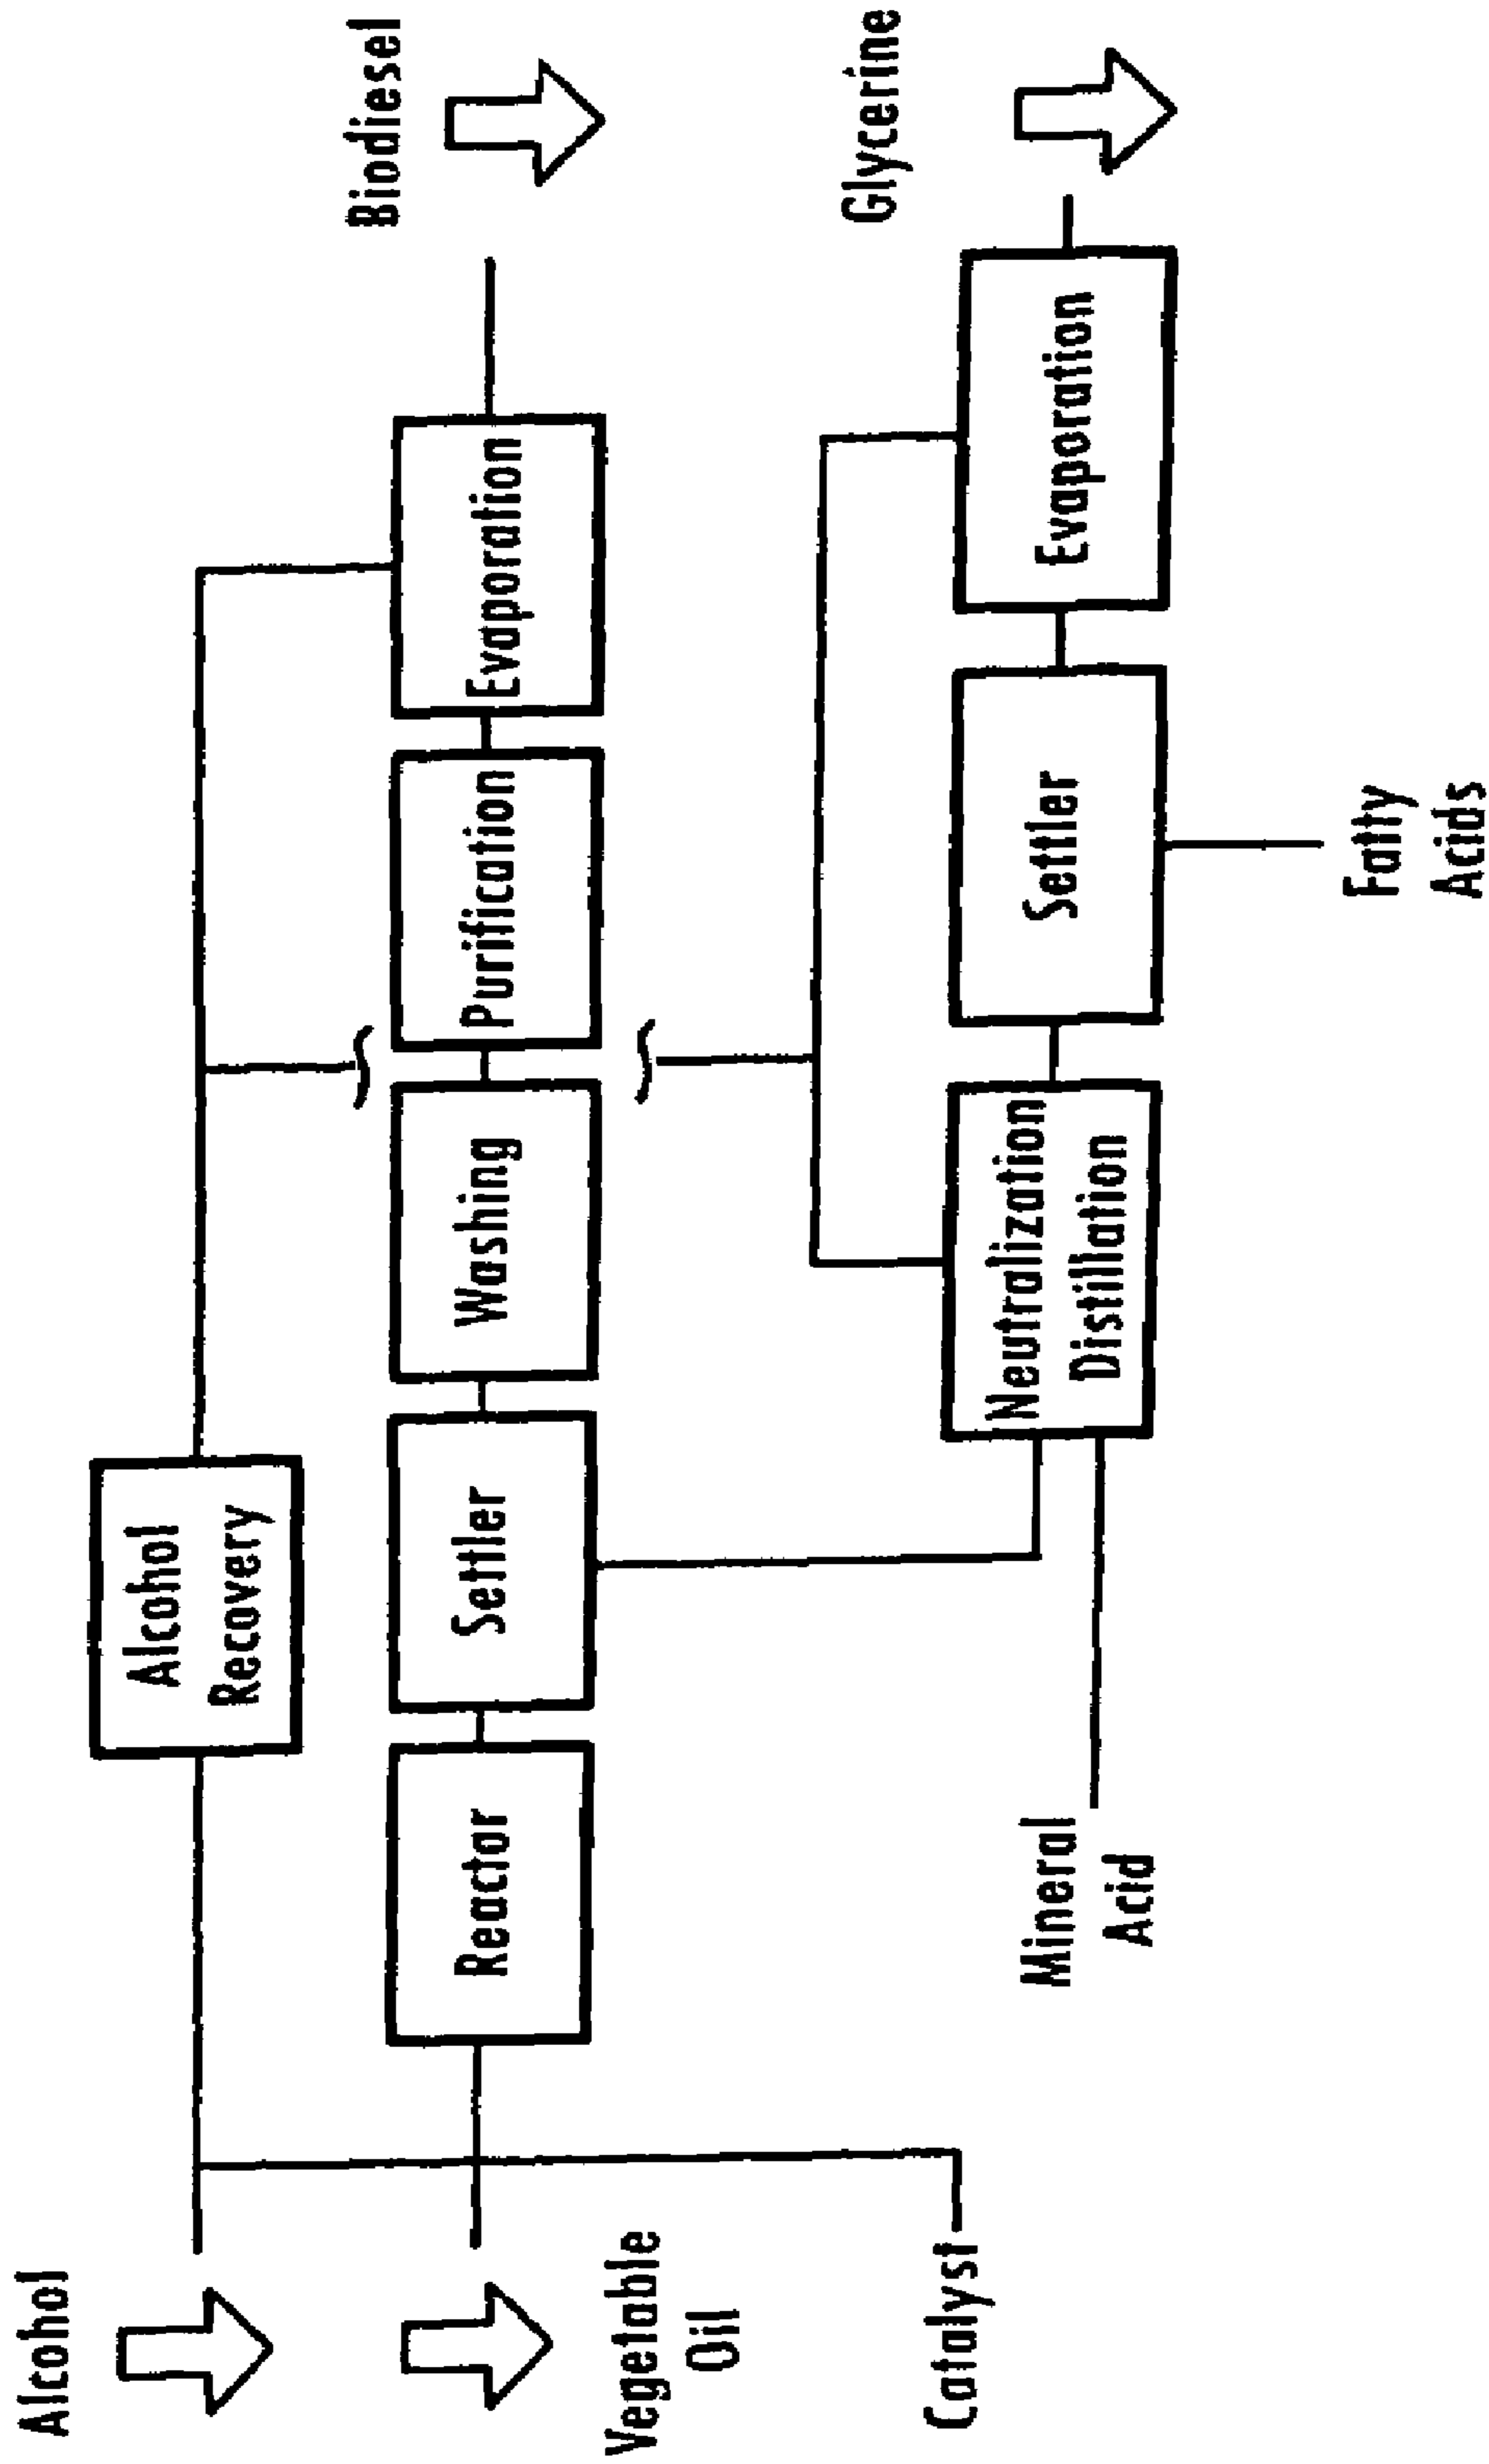 Alcohol
Alcohol
Recovery
Biodiesel
Vegetable
Oil
Reactor
Settler
Washing
Purification
Evaporation
Glycerine
Catalyst
Mineral
Acid
Neutralization
Distillation
Settler
Evaporation
Fatty
Acids